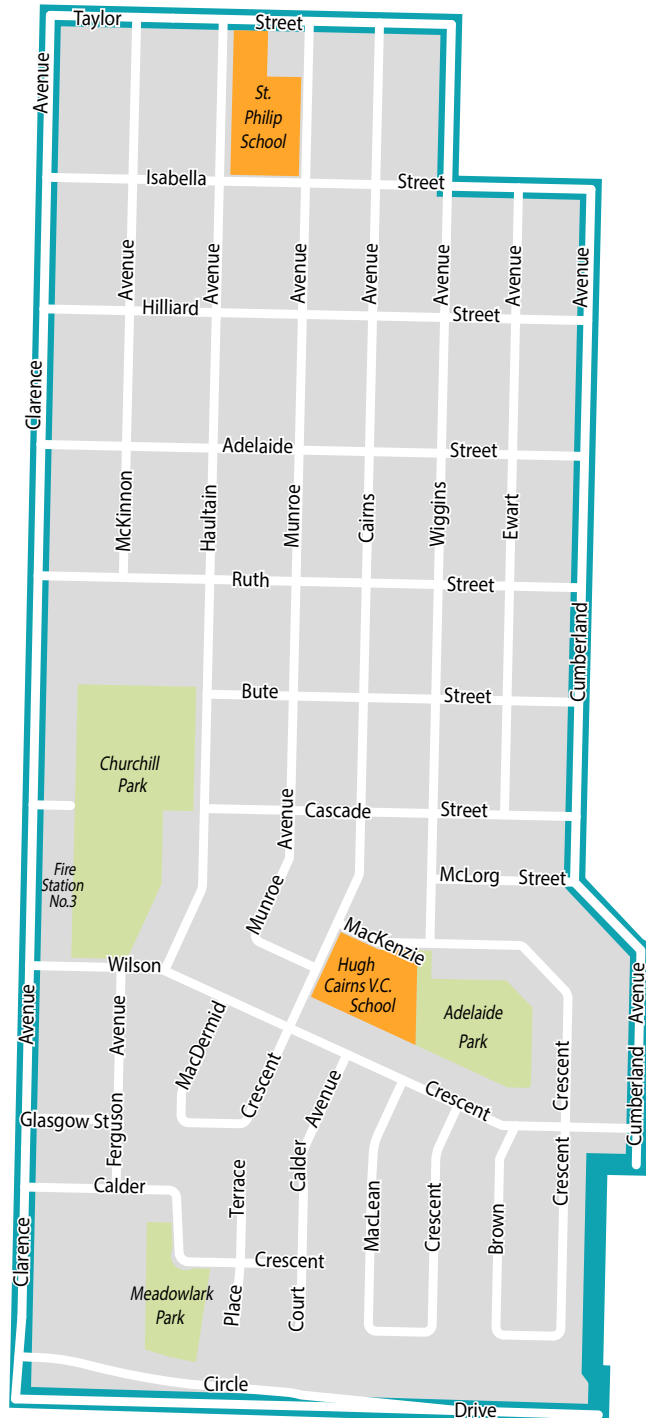 Taylor
Street
Avenue
St.
Philip
School
Isabella
Street
Avenue
Avenue
Avenue
Avenue
Avenue
Avenue
Avenue
Hilliard
Street
Clarence
Adelaide
Street
McKinnon
Haultain
Munroe
Cairns
Wiggins
Ewart
Ruth
Street
Cumberland
Bute
Street
Churchill
Park
Cascade
Street
Avenue
Fire
Station
No.3
McLorg
Street
Munroe
MacKenzie
Wilson
Hugh
Cairns V.C.
School
Adelaide
Park
Avenue
Avenue
Avenue
MacDermid
Crescent
Avenue
Crescent
Crescent
Cumberland
Glasgow St
Ferguson
Calder
Terrace
Calder
Crescent
MacLean
Crescent
Brown
Clarence
Crescent
Meadowlark
Park
Place
Court
Circle
Drive